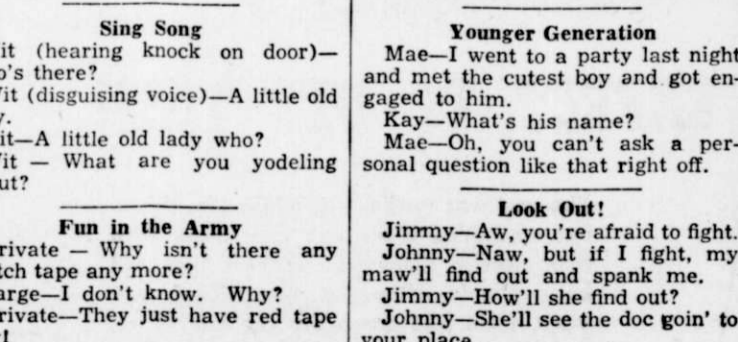 Sing Song
it (hearing knock on door)—
o's there?
it (disguising voice)—A little old
y.
it—A little old lady who?
it — What are you yodeling
ut?
Fun in the Army
rivate — Why isn't there any
tch tape any more?
arge—I don't know. Why?
rivate—They just have red tape
Younger Generation
Mae—I went to a party last night
and met the cutest boy and got en-
gaged to him.
Kay—What's his name?
Mae—Oh, you can't ask a per-
sonal question like that right off.
Look Out!
Jimmy—Aw, you're afraid to fight.
Johnny—Naw, but if I fight, my
maw'll find out and spank me.
Jimmy—How'll she find out?
Johnny—She'll see the doc goin' to
your place